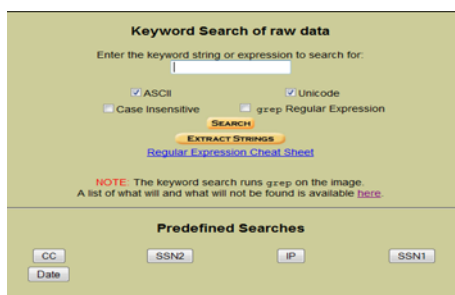 Keyword Search of raw data
Enter the keyword string or expression to search for:
ASCII Unicode
Case Insensitive grep Regular Expression
SEARCH
EXTRACT STRINGS
Regular Expression Cheat Sheet
NOTE: The keyword search runs grep on the image.
A list of what will and what will not be found is available here.
Predefined Searches
CC SSN2 IP SSN1
Date